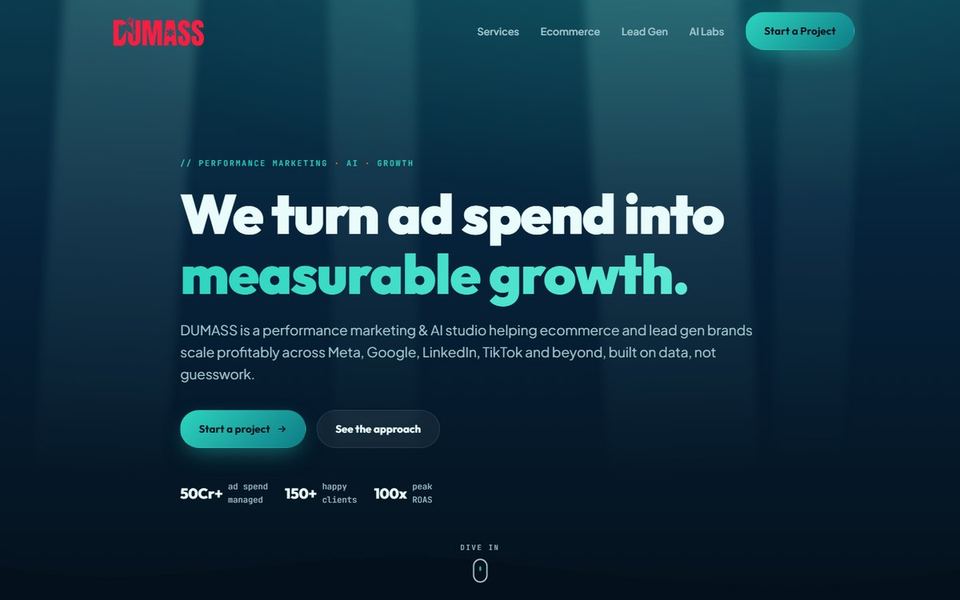 DUMASS
Services
Ecommerce
Lead Gen
AI Labs
Start a Project
// PERFORMANCE MARKETING · AI · GROWTH
We turn ad spend into
measurable growth.
DUMASS is a performance marketing & AI studio helping ecommerce and lead gen brands
scale profitably across Meta, Google, LinkedIn, TikTok and beyond, built on data, not
guesswork.
Start a project →
See the approach
50Cr+ ad spend
managed
150+ happy
clients
100x peak
ROAS
DIVE IN